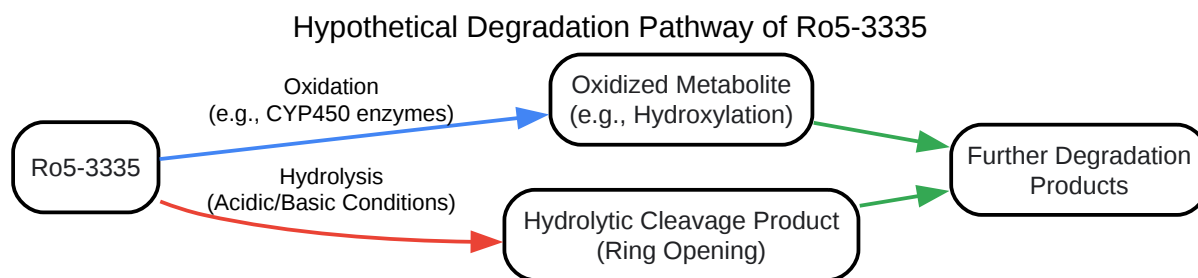 Hypothetical Degradation Pathway of Ro5-3335
Oxidation
(e.g., CYP450 enzymes)
Oxidized Metabolite
(e.g., Hydroxylation)
Ro5-3335
Further Degradation
Products
Hydrolysis
(Acidic/Basic Conditions)
Hydrolytic Cleavage Product
(Ring Opening)